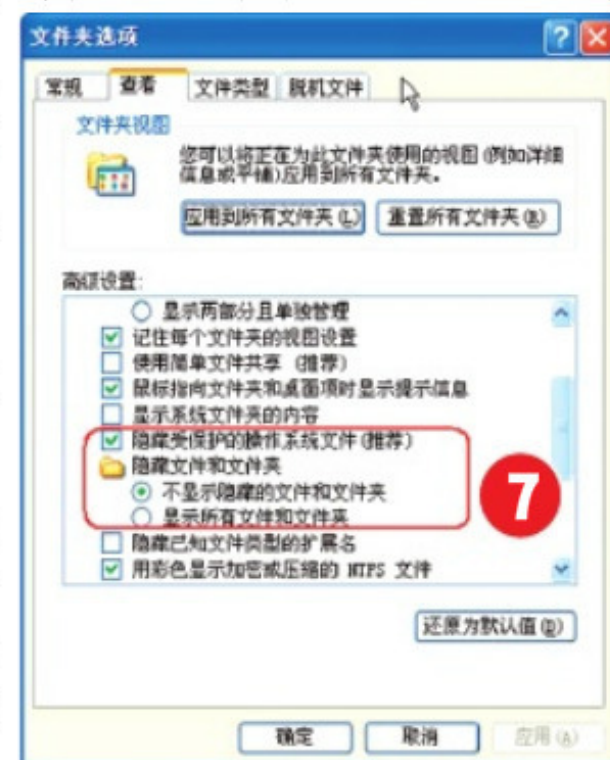 文件夹选项
常规 查看 文件类型 脱机文件
文件夹视图
您可以将正在为此文件夹使用的视图(例如详细
信息或平铺)应用到所有文件夹。
应用到所有文件夹(L) 重置所有文件夹(R)
高级设置:
显示两部分且单独管理
记住每个文件夹的视图设置
使用简单文件共享 (推荐)
鼠标指向文件夹和桌面项时显示提示信息
显示系统文件夹的内容
隐藏受保护的操作系统文件(推荐)
隐藏文件和文件夹
不显示隐藏的文件和文件夹
显示所有文件和文件夹
7
隐藏已知文件类型的扩展名
用彩色显示加密或压缩的 NTFS 文件
还原为默认值(D)
确定 取消 应用(A)